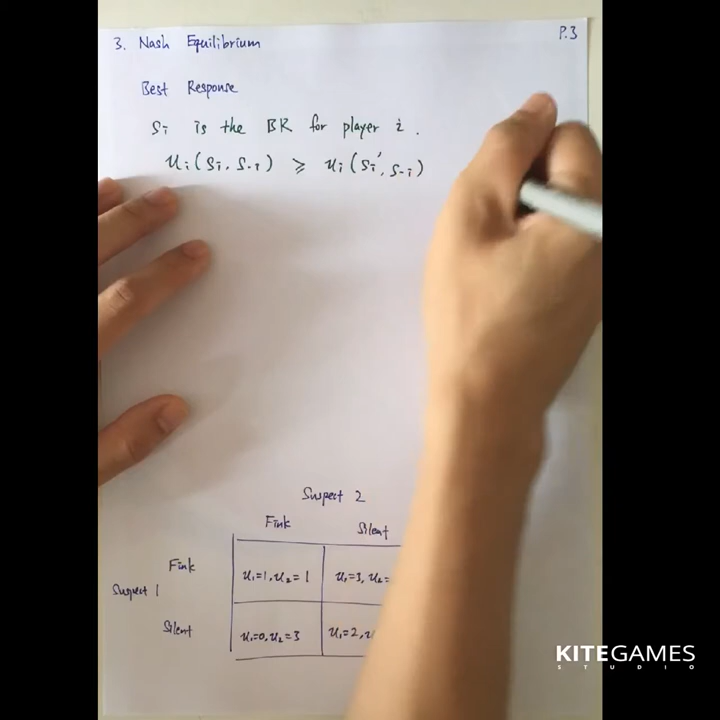 3. Nash Equilibrium
P.3
Best Response
Si is the BR for player i.
ui(Si, S-i) ≥ ui(Si', S-i)
Suspect 2
Fink Silent
Fink
u1=1, u2=1 u1=3, u2=
Suspect 1
Silent
u1=0, u2=3 u1=2,
KITEGAMES
STUDIO